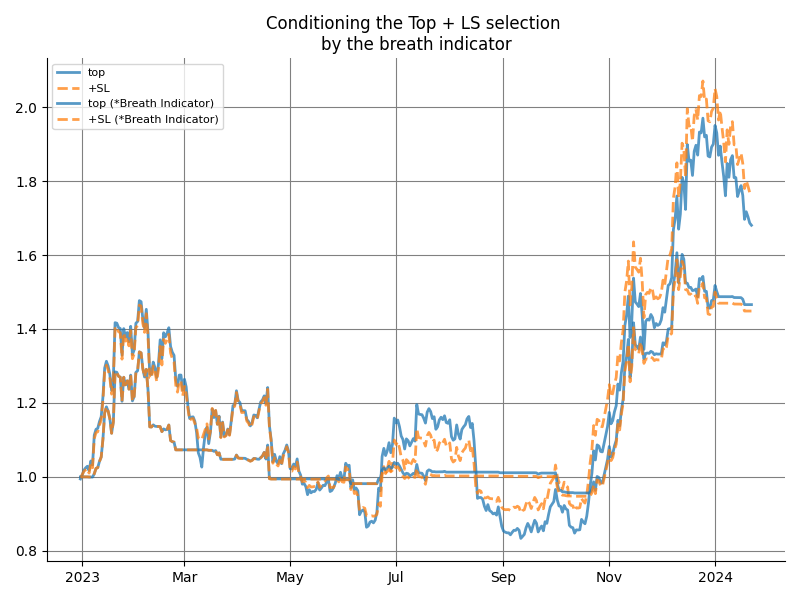 Conditioning the Top + LS selection
by the breath indicator
top
+SL
top (*Breath Indicator)
+SL (*Breath Indicator)
2.0
1.8
1.6
1.4
1.2
1.0
0.8
2023 Mar May Jul Sep Nov 2024